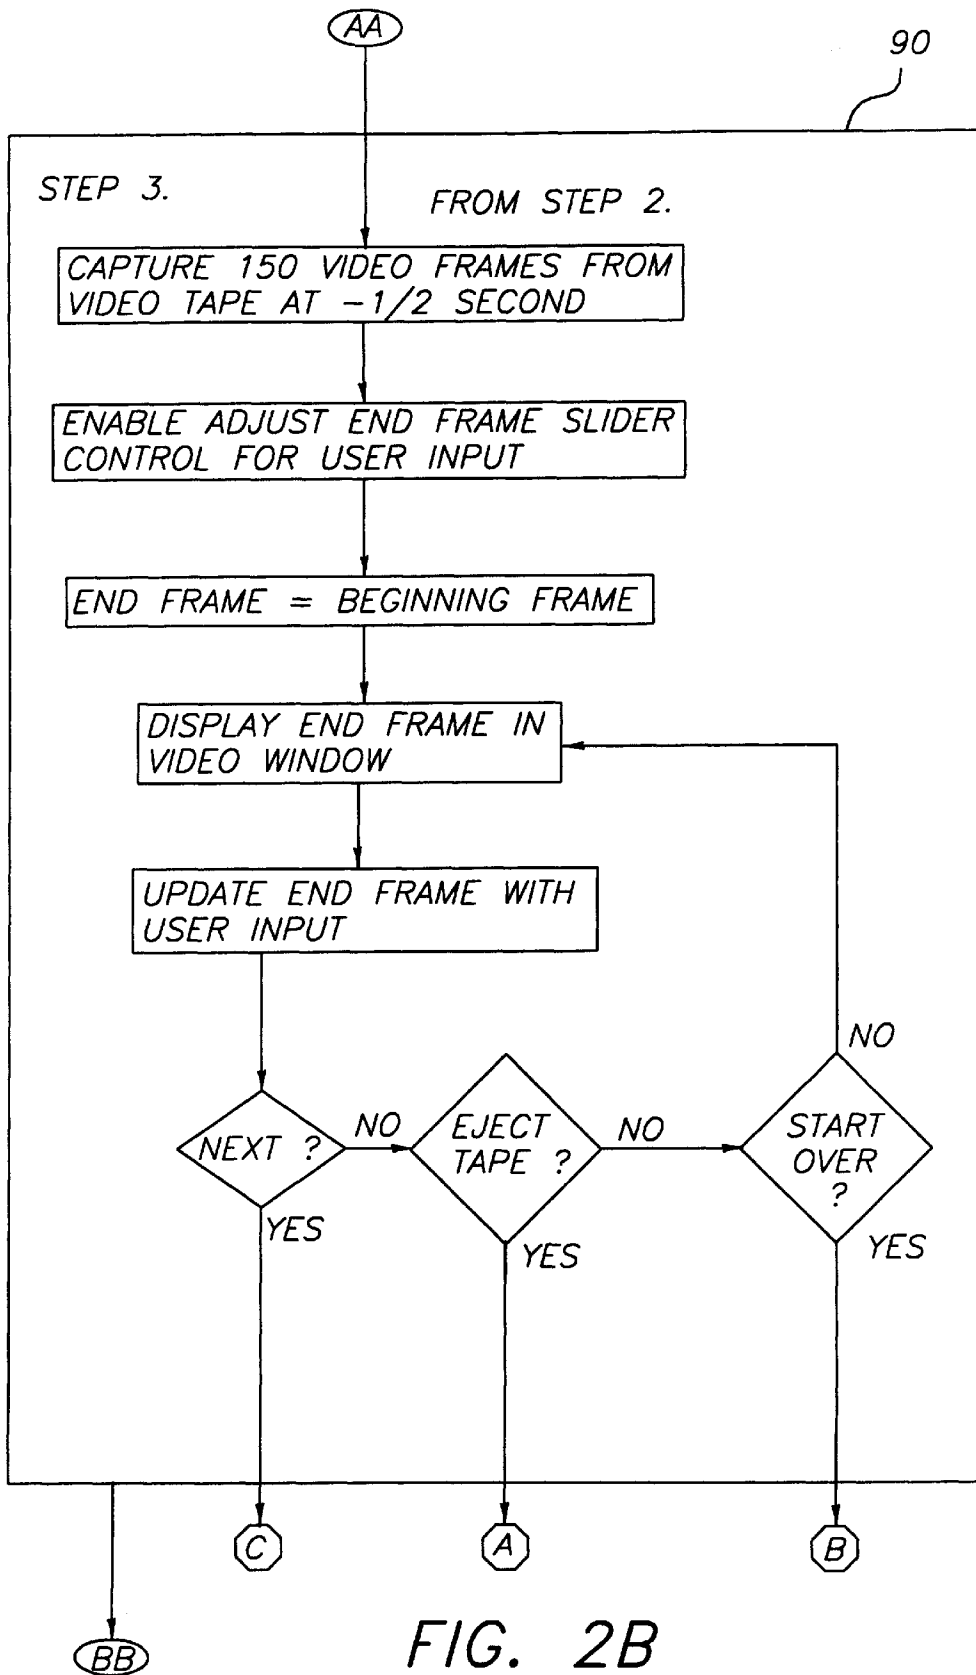 AA
90
STEP 3.
FROM STEP 2.
CAPTURE 150 VIDEO FRAMES FROM
VIDEO TAPE AT -1/2 SECOND
ENABLE ADJUST END FRAME SLIDER
CONTROL FOR USER INPUT
END FRAME = BEGINNING FRAME
DISPLAY END FRAME IN
VIDEO WINDOW
UPDATE END FRAME WITH
USER INPUT
NEXT ?
NO
YES
EJECT
TAPE ?
NO
YES
START
OVER
?
NO
YES
C
A
B
BB
FIG. 2B